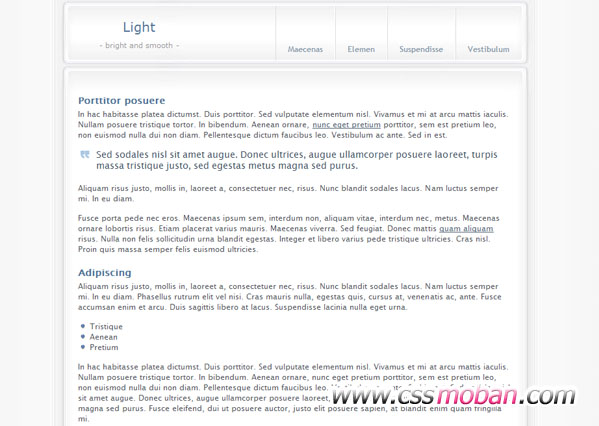 Light
- bright and smooth -
Maecenas Elemen Suspendisse Vestibulum
Porttitor posuere
In hac habitasse platea dictumst. Duis porttitor. Sed vulputate elementum nisl. Vivamus et mi at arcu mattis iaculis.
Nullam posuere tristique tortor. In bibendum. Aenean ornare, nunc eget pretium porttitor, sem est pretium leo,
non euismod nulla dui non diam. Pellentesque dictum faucibus leo. Vestibulum ac ante. Sed in est.
Sed sodales nisl sit amet augue. Donec ultrices, augue ullamcorper posuere laoreet, turpis
massa tristique justo, sed egestas metus magna sed purus.
Aliquam risus justo, mollis in, laoreet a, consectetuer nec, risus. Nunc blandit sodales lacus. Nam luctus semper
mi. In eu diam.
Fusce porta pede nec eros. Maecenas ipsum sem, interdum non, aliquam vitae, interdum nec, metus. Maecenas
ornare lobortis risus. Etiam placerat varius mauris. Maecenas viverra. Sed feugiat. Donec mattis quam aliquam
risus. Nulla non felis sollicitudin urna blandit egestas. Integer et libero varius pede tristique ultricies. Cras nisl.
Proin quis massa semper felis euismod ultricies.
Adipiscing
Aliquam risus justo, mollis in, laoreet a, consectetuer nec, risus. Nunc blandit sodales lacus. Nam luctus semper
mi. In eu diam. Phasellus rutrum elit vel nisi. Cras mauris nulla, egestas quis, cursus at, venenatis ac, ante. Fusce
accumsan enim et arcu. Duis sagittis libero at lacus. Suspendisse lacinia nulla eget urna.
Tristique
Aenean
Pretium
In hac habitasse platea dictumst. Duis porttitor. Sed vulputate elementum nisl. Vivamus et mi at arcu mattis iaculis.
Nullam posuere tristique tortor. In bibendum. Aenean ornare, nunc eget pretium porttitor, sem est pretium leo,
non euismod nulla dui non diam. Pellentesque dictum faucibus leo.
sit amet augue. Donec ultrices, augue ullamcorper posuere laoreet,
magna sed purus. Fusce eleifend, dui ut posuere auctor, justo elit posuere sapien, at blandit enim quam fringilla
mi.
www.cssmoban.com